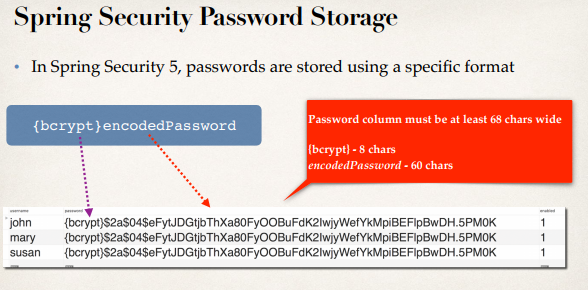 Spring Security Password Storage
• In Spring Security 5, passwords are stored using a specific format
{bcrypt}encodedPassword
Password column must be at least 68 chars wide
{bcrypt} - 8 chars
encodedPassword - 60 chars
username password enabled
john {bcrypt}$2a$04$eFytJDGtjbThXa80FyOOBuFdK2IwjyWefYkMpiBEFlpBwDH.5PM0K 1
mary {bcrypt}$2a$04$eFytJDGtjbThXa80FyOOBuFdK2IwjyWefYkMpiBEFlpBwDH.5PM0K 1
susan {bcrypt}$2a$04$eFytJDGtjbThXa80FyOOBuFdK2IwjyWefYkMpiBEFlpBwDH.5PM0K 1